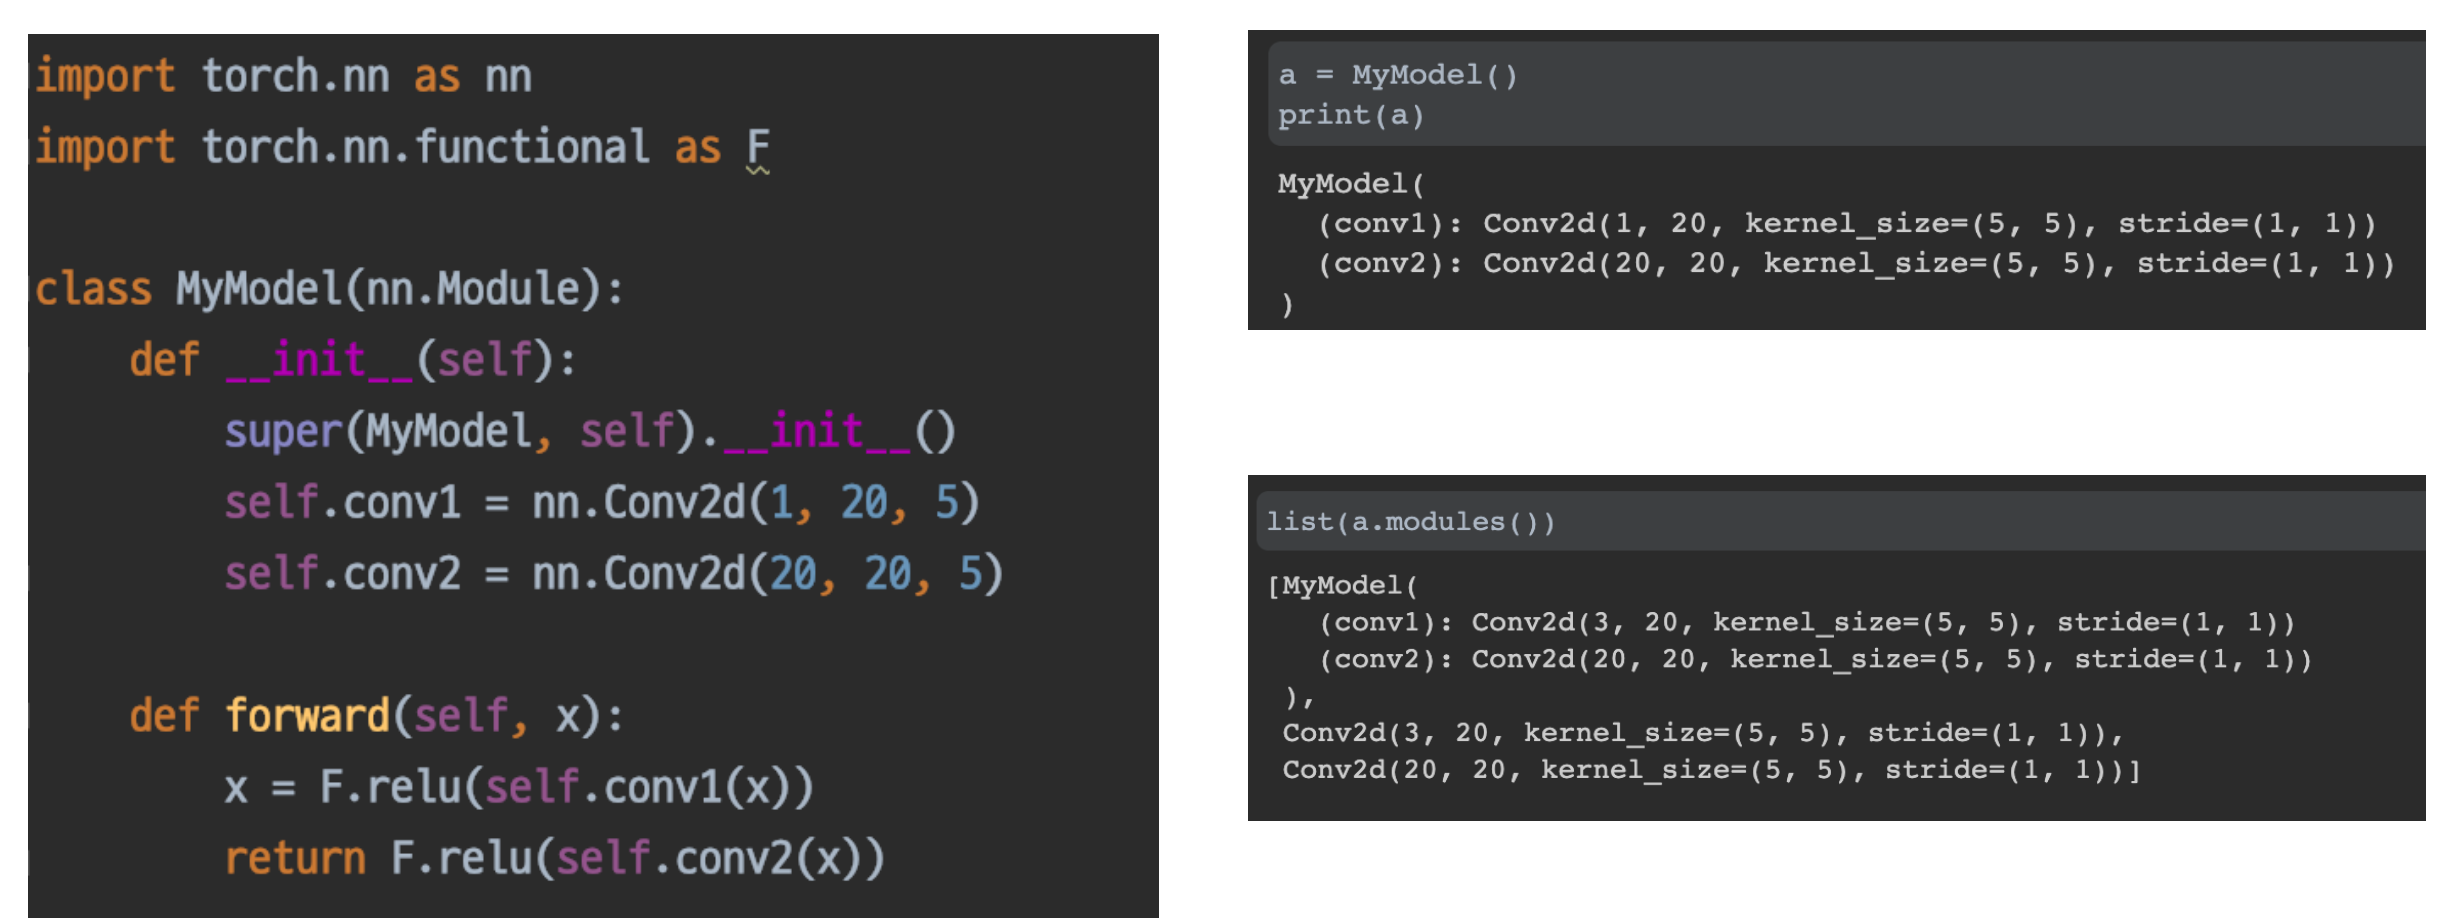 import torch.nn as nn
import torch.nn.functional as F
class MyModel(nn.Module):
    def __init__(self):
        super(MyModel, self).__init__()
        self.conv1 = nn.Conv2d(1, 20, 5)
        self.conv2 = nn.Conv2d(20, 20, 5)
    def forward(self, x):
        x = F.relu(self.conv1(x))
        return F.relu(self.conv2(x))
a = MyModel()
print(a)
MyModel(
  (conv1): Conv2d(1, 20, kernel_size=(5, 5), stride=(1, 1))
  (conv2): Conv2d(20, 20, kernel_size=(5, 5), stride=(1, 1))
)
list(a.modules())
[MyModel(
   (conv1): Conv2d(3, 20, kernel_size=(5, 5), stride=(1, 1))
   (conv2): Conv2d(20, 20, kernel_size=(5, 5), stride=(1, 1))
 ),
 Conv2d(3, 20, kernel_size=(5, 5), stride=(1, 1)),
 Conv2d(20, 20, kernel_size=(5, 5), stride=(1, 1))]